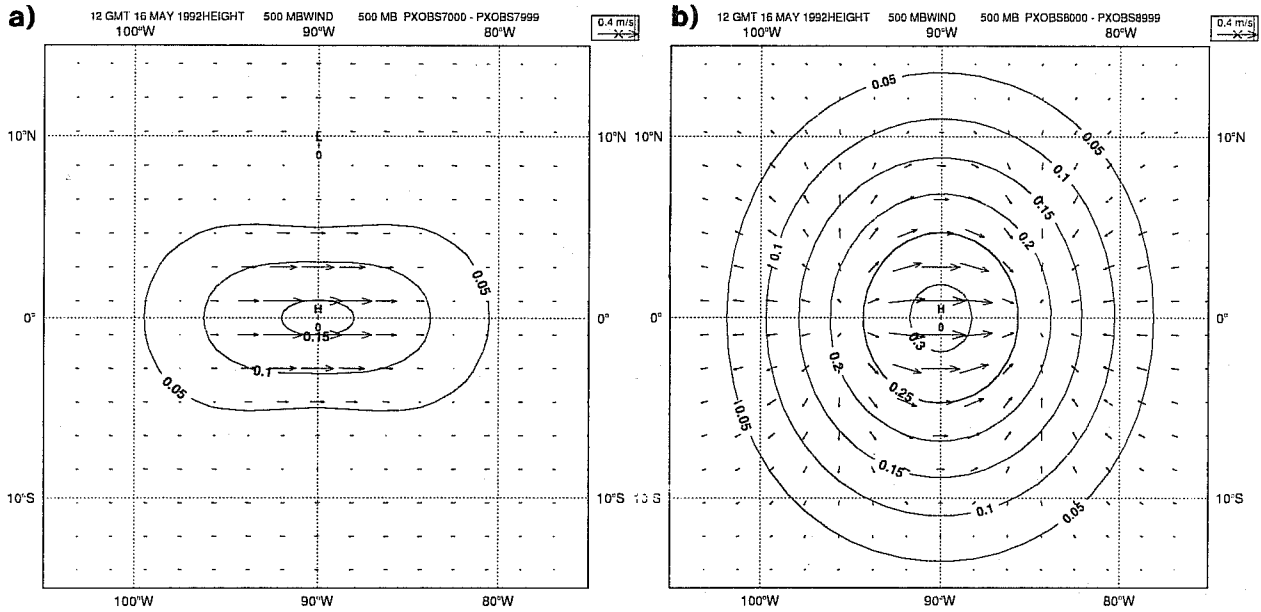 a)
12 GMT 16 MAY 1992HEIGHT 500 MBWIND 500 MB PXOBS7000 - PXOBS7999
0.4 m/s
100°W 90°W 80°W
10°N
0°
10°S
10°N
0°
10°S
L
0
H
0
0.15
0.1
0.05
0.05
100°W 90°W 80°W
b)
12 GMT 16 MAY 1992HEIGHT 500 MBWIND 500 MB PXOBS8000 - PXOBS8999
0.4 m/s
100°W 90°W 80°W
10°N
0°
10°S
10°N
0°
10°S
0.05
0.05
0.1
0.15
0.2
0.1
H
0
0.3
0.2
0.25
0.05
0.15
0.1
0.05
100°W 90°W 80°W